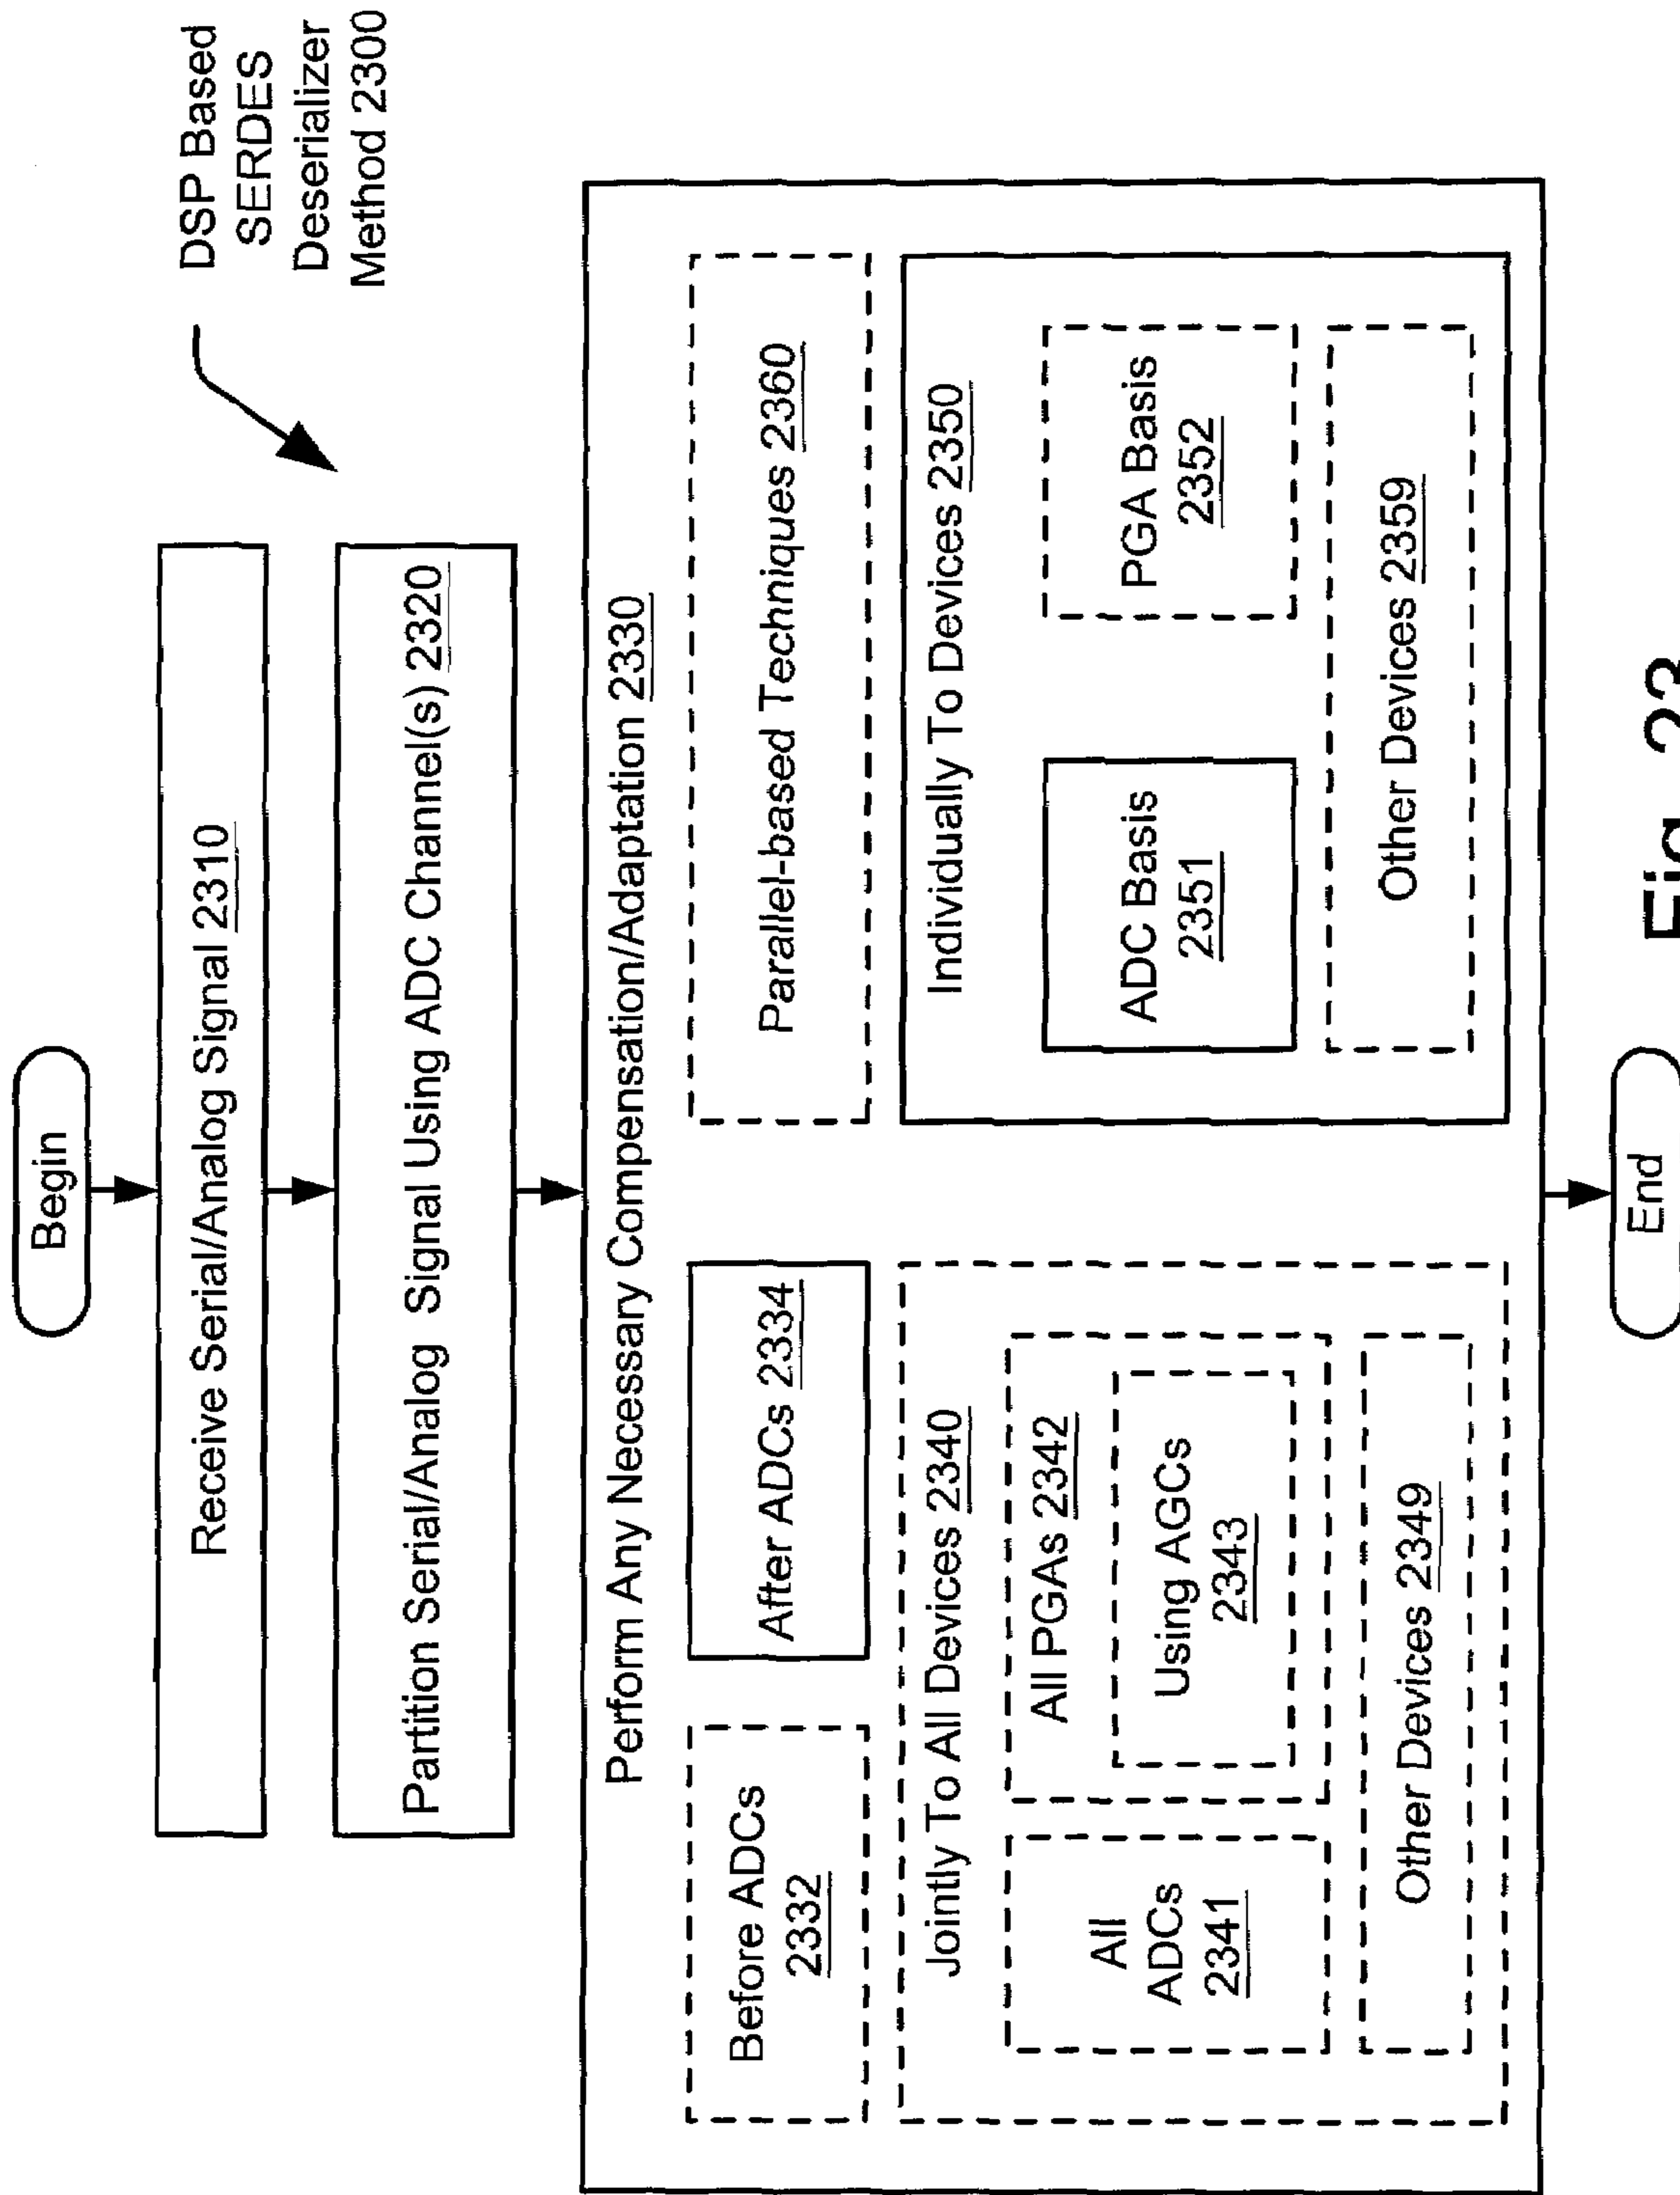 DSP Based
SERDES
Deserializer
Method 2300
Begin
Receive Serial/Analog Signal 2310
Partition Serial/Analog Signal Using ADC Channel(s) 2320
Perform Any Necessary Compensation/Adaptation 2330
Before ADCs
2332
After ADCs 2334
Parallel-based Techniques 2360
Jointly To All Devices 2340
All
ADCs
2341
All PGAs 2342
Using AGCs
2343
Other Devices 2349
Individually To Devices 2350
ADC Basis
2351
PGA Basis
2352
Other Devices 2359
End
Fig. 23